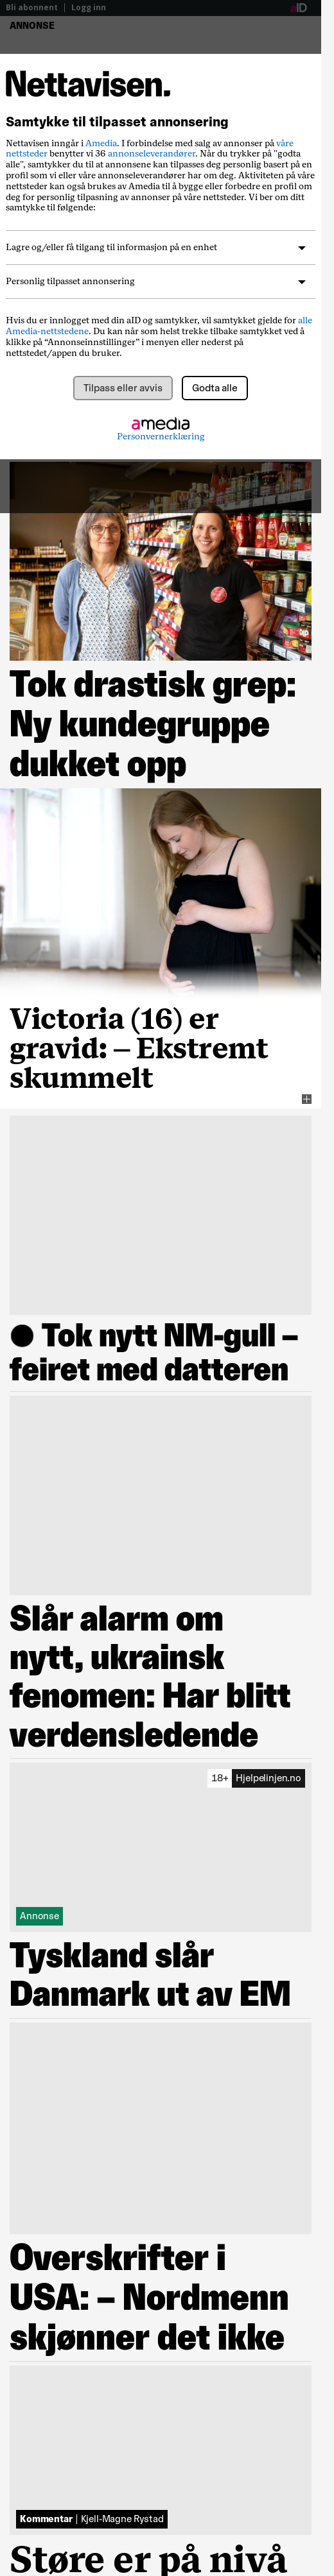 Bli abonnent | Logg inn
aID
ANNONSE
Nettavisen.
Samtykke til tilpasset annonsering
Nettavisen inngår i Amedia. I forbindelse med salg av annonser på våre
nettsteder benytter vi 36 annonseleverandører. Når du trykker på "godta
alle", samtykker du til at annonsene kan tilpasses deg personlig basert på en
profil som vi eller våre annonseleverandører har om deg. Aktiviteten på våre
nettsteder kan også brukes av Amedia til å bygge eller forbedre en profil om
deg for personlig tilpasning av annonser på våre nettsteder. Vi ber om ditt
samtykke til følgende:
Lagre og/eller få tilgang til informasjon på en enhet
Personlig tilpasset annonsering
Hvis du er innlogget med din aID og samtykker, vil samtykket gjelde for alle
Amedia-nettstedene. Du kan når som helst trekke tilbake samtykket ved å
klikke på “Annonseinnstillinger” i menyen eller nederst på
nettstedet/appen du bruker.
Tilpass eller avvis
Godta alle
amedia
Personvernerklæring
Tok drastisk grep:
Ny kundegruppe
dukket opp
Victoria (16) er
gravid: – Ekstremt
skummelt
Tok nytt NM-gull –
feiret med datteren
Slår alarm om
nytt, ukrainsk
fenomen: Har blitt
verdensledende
18+ Hjelpelinjen.no
Annonse
Tyskland slår
Danmark ut av EM
Overskrifter i
USA: – Nordmenn
skjønner det ikke
Kommentar | Kjell-Magne Rystad
Støre er på nivå